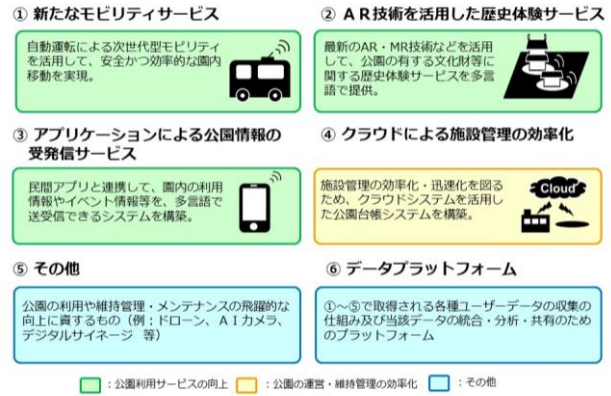 ① 新たなモビリティサービス
自動運転による次世代型モビリティ
を活用して、安全かつ効率的な園内
移動を実現。
② ＡＲ技術を活用した歴史体験サービス
最新のAR・MR技術などを活用
して、公園の有する文化財等に
関する歴史体験サービスを多言
語で提供。
③ アプリケーションによる公園情報の
受発信サービス
民間アプリと連携して、園内の利用
情報やイベント情報等を、多言語で
送受信できるシステムを構築。
④ クラウドによる施設管理の効率化
施設管理の効率化・迅速化を図る
ため、クラウドシステムを活用し
た公園台帳システムを構築。
Cloud
⑤ その他
公園の利用や維持管理・メンテナンスの飛躍的な
向上に資するもの（例：ドローン、ＡＩカメラ、
デジタルサイネージ 等）
⑥ データプラットフォーム
①～⑤で取得される各種ユーザーデータの収集の
仕組み及び当該データの統合・分析・共有のため
のプラットフォーム
：公園利用サービスの向上
：公園の運営・維持管理の効率化
：その他